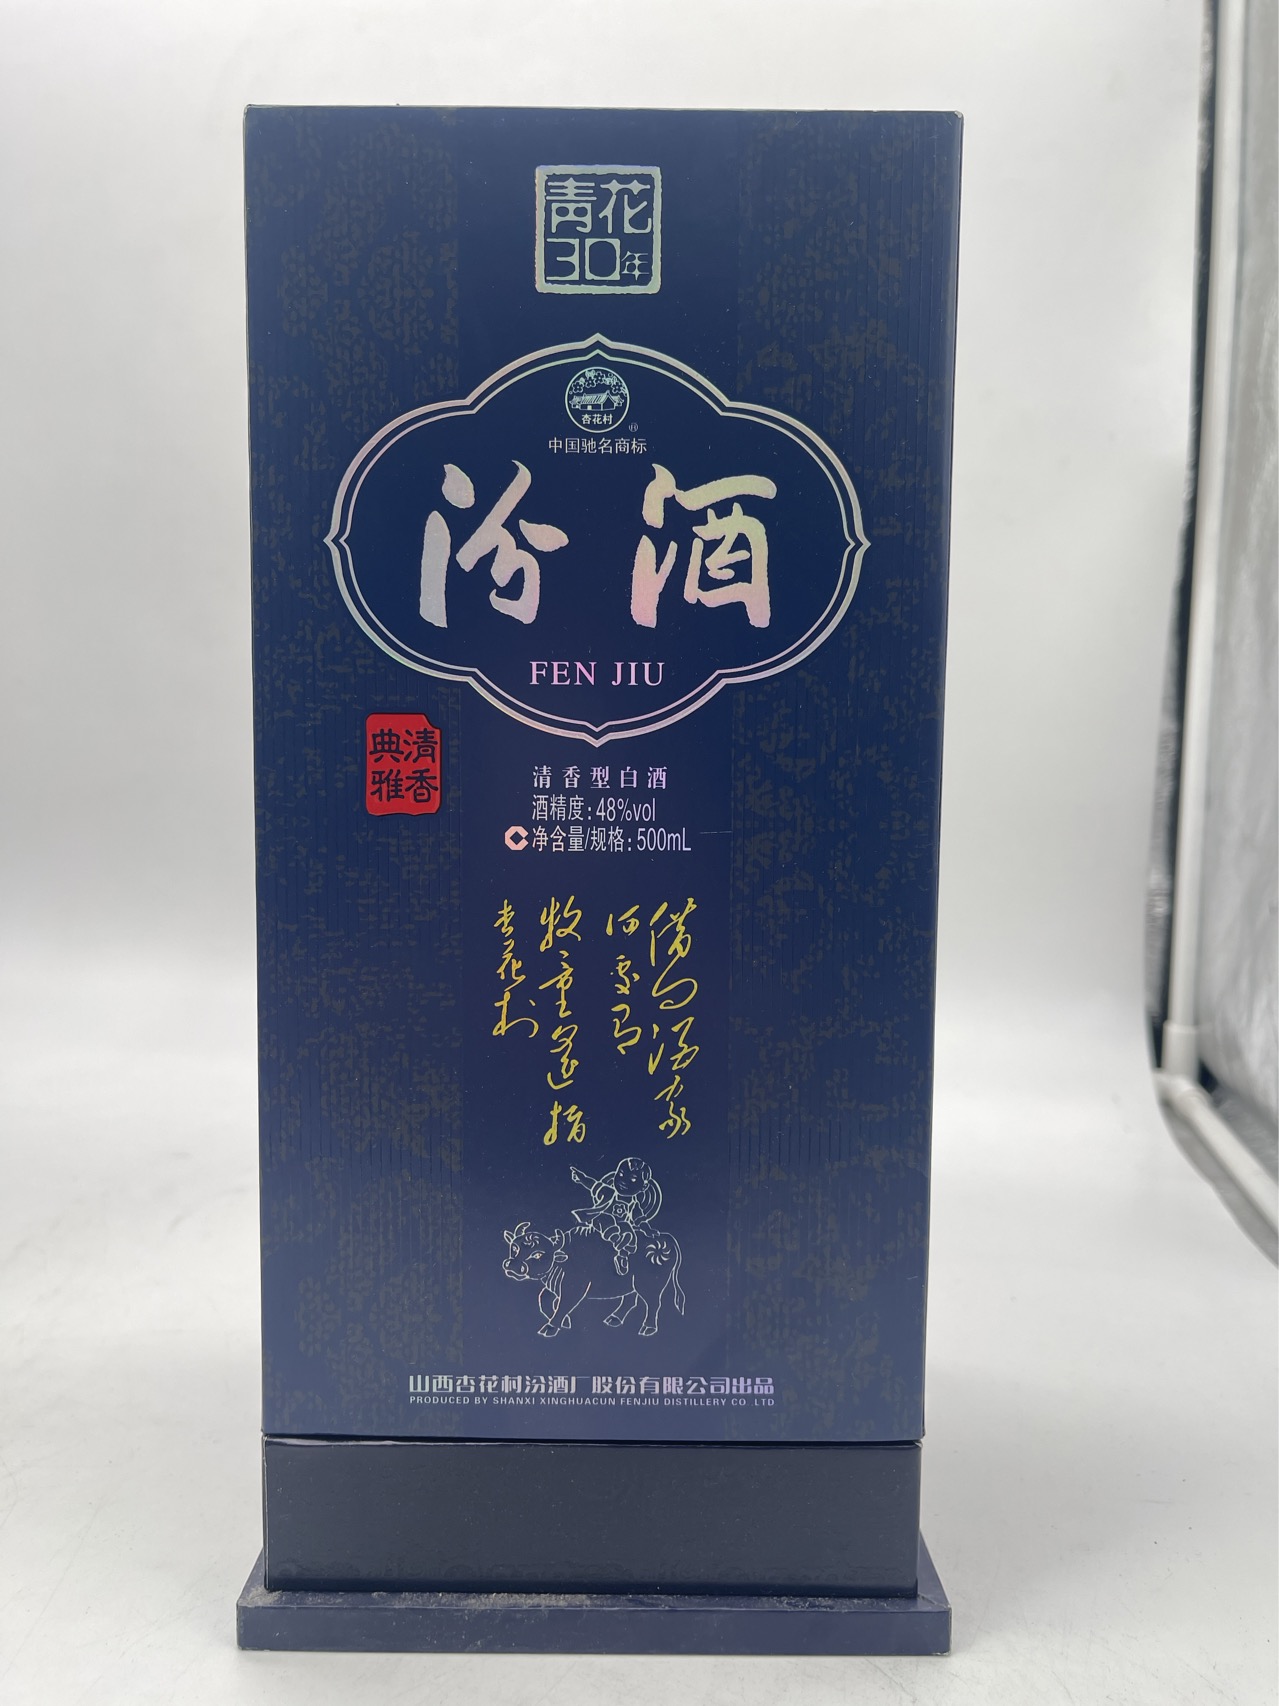 青花
30年
杏花村
®
中国驰名商标
汾酒
FEN JIU
清香
典雅
清香型白酒
酒精度:48%vol
净含量/规格:500mL
借问酒家
何处有
牧童遥指
杏花村
山西杏花村汾酒厂股份有限公司出品
PRODUCED BY SHANXI XINGHUACUN FENJIU DISTILLERY CO LTD